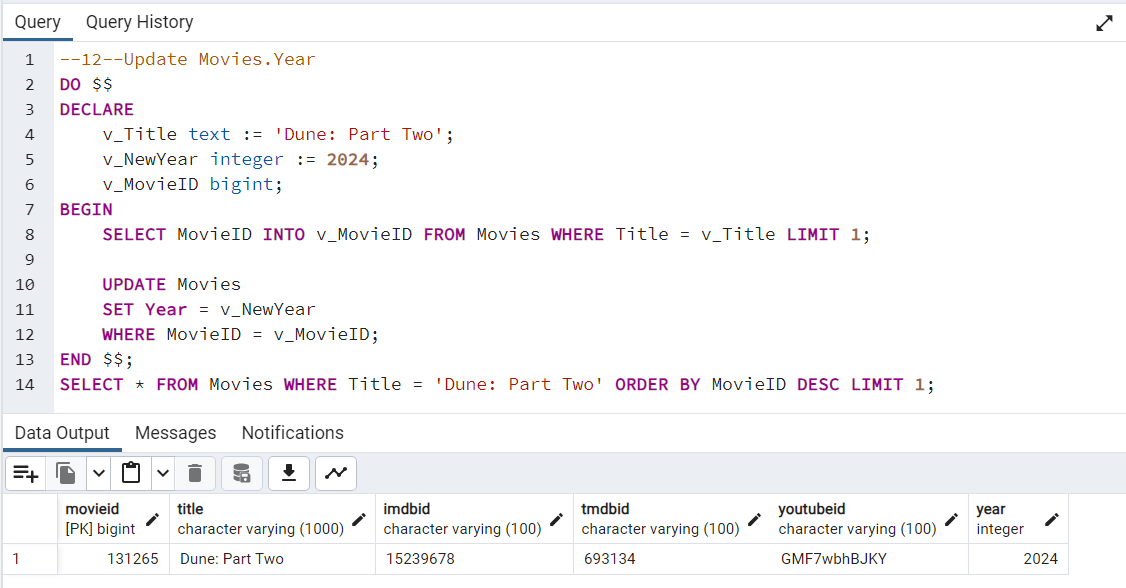 Query Query History
1 --12--Update Movies.Year
2 DO $$
3 DECLARE
4 v_Title text := 'Dune: Part Two';
5 v_NewYear integer := 2024;
6 v_MovieID bigint;
7 BEGIN
8 SELECT MovieID INTO v_MovieID FROM Movies WHERE Title = v_Title LIMIT 1;
9
10 UPDATE Movies
11 SET Year = v_NewYear
12 WHERE MovieID = v_MovieID;
13 END $$;
14 SELECT * FROM Movies WHERE Title = 'Dune: Part Two' ORDER BY MovieID DESC LIMIT 1;
Data Output Messages Notifications
movieid title imdbid tmdbid youtubeid year
[PK] bigint character varying (1000) character varying (100) character varying (100) character varying (100) integer
1 131265 Dune: Part Two 15239678 693134 GMF7wbhBJKY 2024